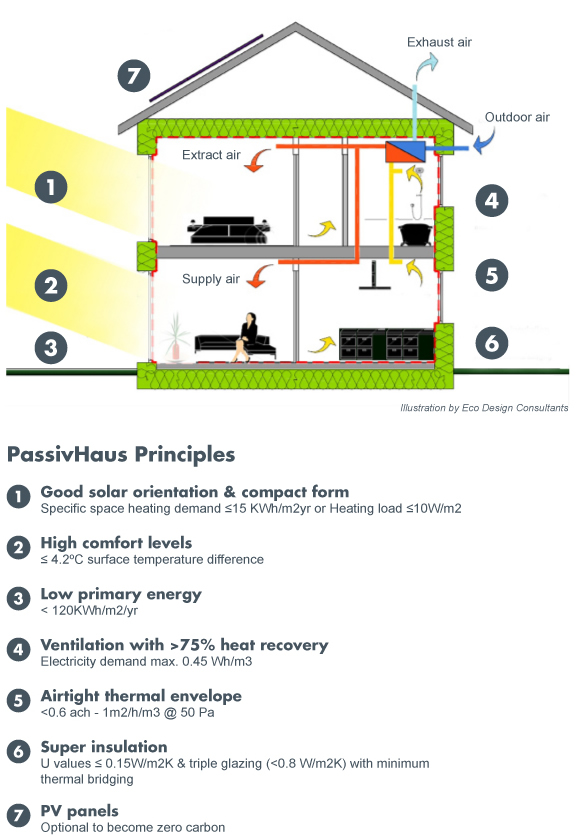 Exhaust air
7
Outdoor air
Extract air
1
4
Supply air
5
2
3
6
Illustration by Eco Design Consultants
PassivHaus Principles
1 Good solar orientation & compact form
Specific space heating demand ≤15 KWh/m2yr or Heating load ≤10W/m2
2 High comfort levels
≤ 4.2ºC surface temperature difference
3 Low primary energy
< 120KWh/m2/yr
4 Ventilation with >75% heat recovery
Electricity demand max. 0.45 Wh/m3
5 Airtight thermal envelope
<0.6 ach - 1m2/h/m3 @ 50 Pa
6 Super insulation
U values ≤ 0.15W/m2K & triple glazing (<0.8 W/m2K) with minimum
thermal bridging
7 PV panels
Optional to become zero carbon